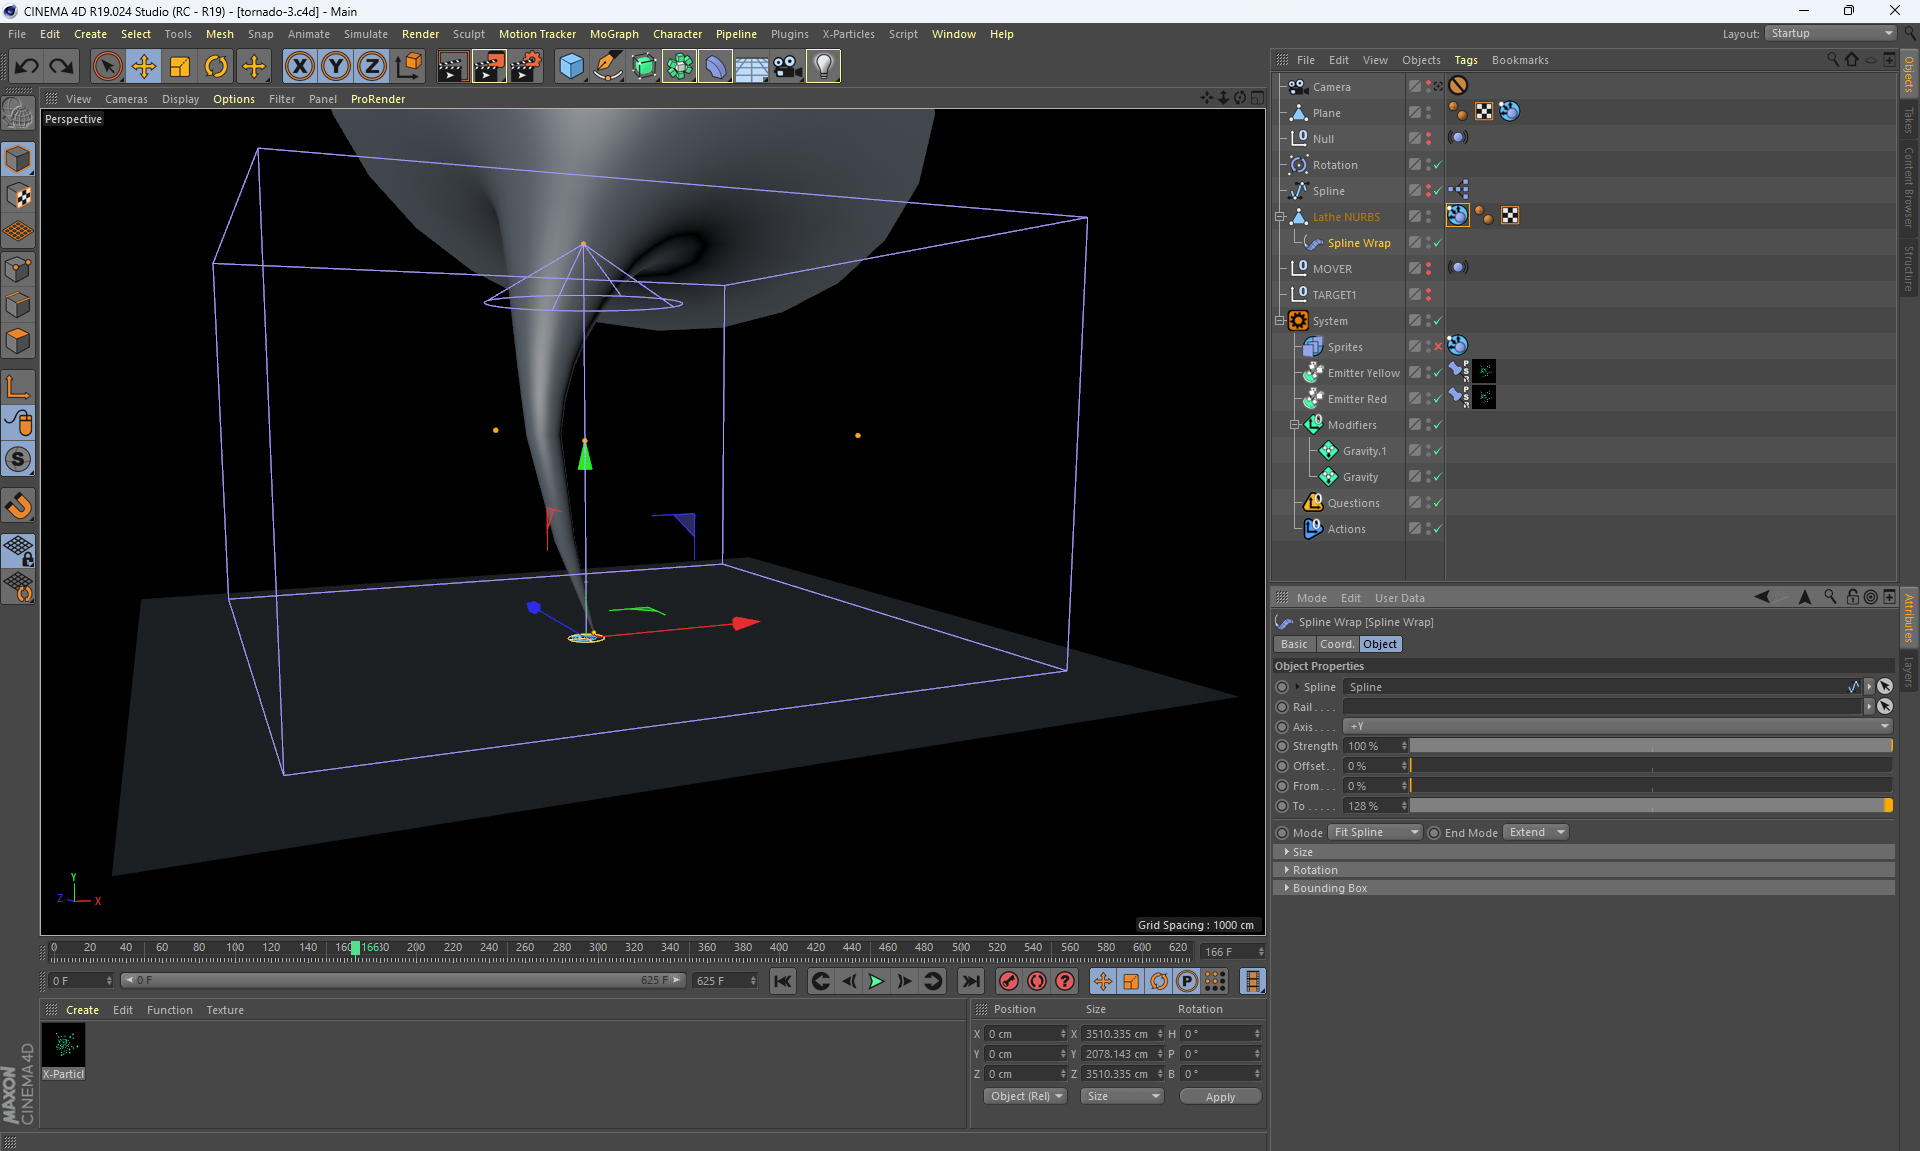 CINEMA 4D R19.024 Studio (RC - R19) - [tornado-3.c4d] - Main
File Edit Create Select Tools Mesh Snap Animate Simulate Render Sculpt Motion Tracker MoGraph Character Pipeline Plugins X-Particles Script Window Help
Layout: Startup
View Cameras Display Options Filter Panel ProRender
Perspective
Grid Spacing : 1000 cm
Y
Z X
File Edit View Objects Tags Bookmarks
Camera
Plane
Null
Rotation
Spline
Lathe NURBS
Spline Wrap
MOVER
TARGET1
System
Sprites
Emitter Yellow
Emitter Red
Modifiers
Gravity.1
Gravity
Questions
Actions
Objects
Takes
Content Browser
Structure
Mode Edit User Data
Spline Wrap [Spline Wrap]
Basic Coord. Object
Object Properties
Spline Spline
Rail . . . .
Axis. . . . +Y
Strength 100 %
Offset. . 0 %
From. . . 0 %
To . . . . . 128 %
Mode Fit Spline End Mode Extend
Size
Rotation
Bounding Box
Attributes
Layers
0 20 40 60 80 100 120 140 160 16630 200 220 240 260 280 300 320 340 360 380 400 420 440 460 480 500 520 540 560 580 600 620
166 F
0 F 0 F 625 F 625 F
Create Edit Function Texture
X-Particl
MAXON
CINEMA 4D
Position Size Rotation
X 0 cm X 3510.335 cm H 0 °
Y 0 cm Y 2078.143 cm P 0 °
Z 0 cm Z 3510.335 cm B 0 °
Object (Rel) Size Apply